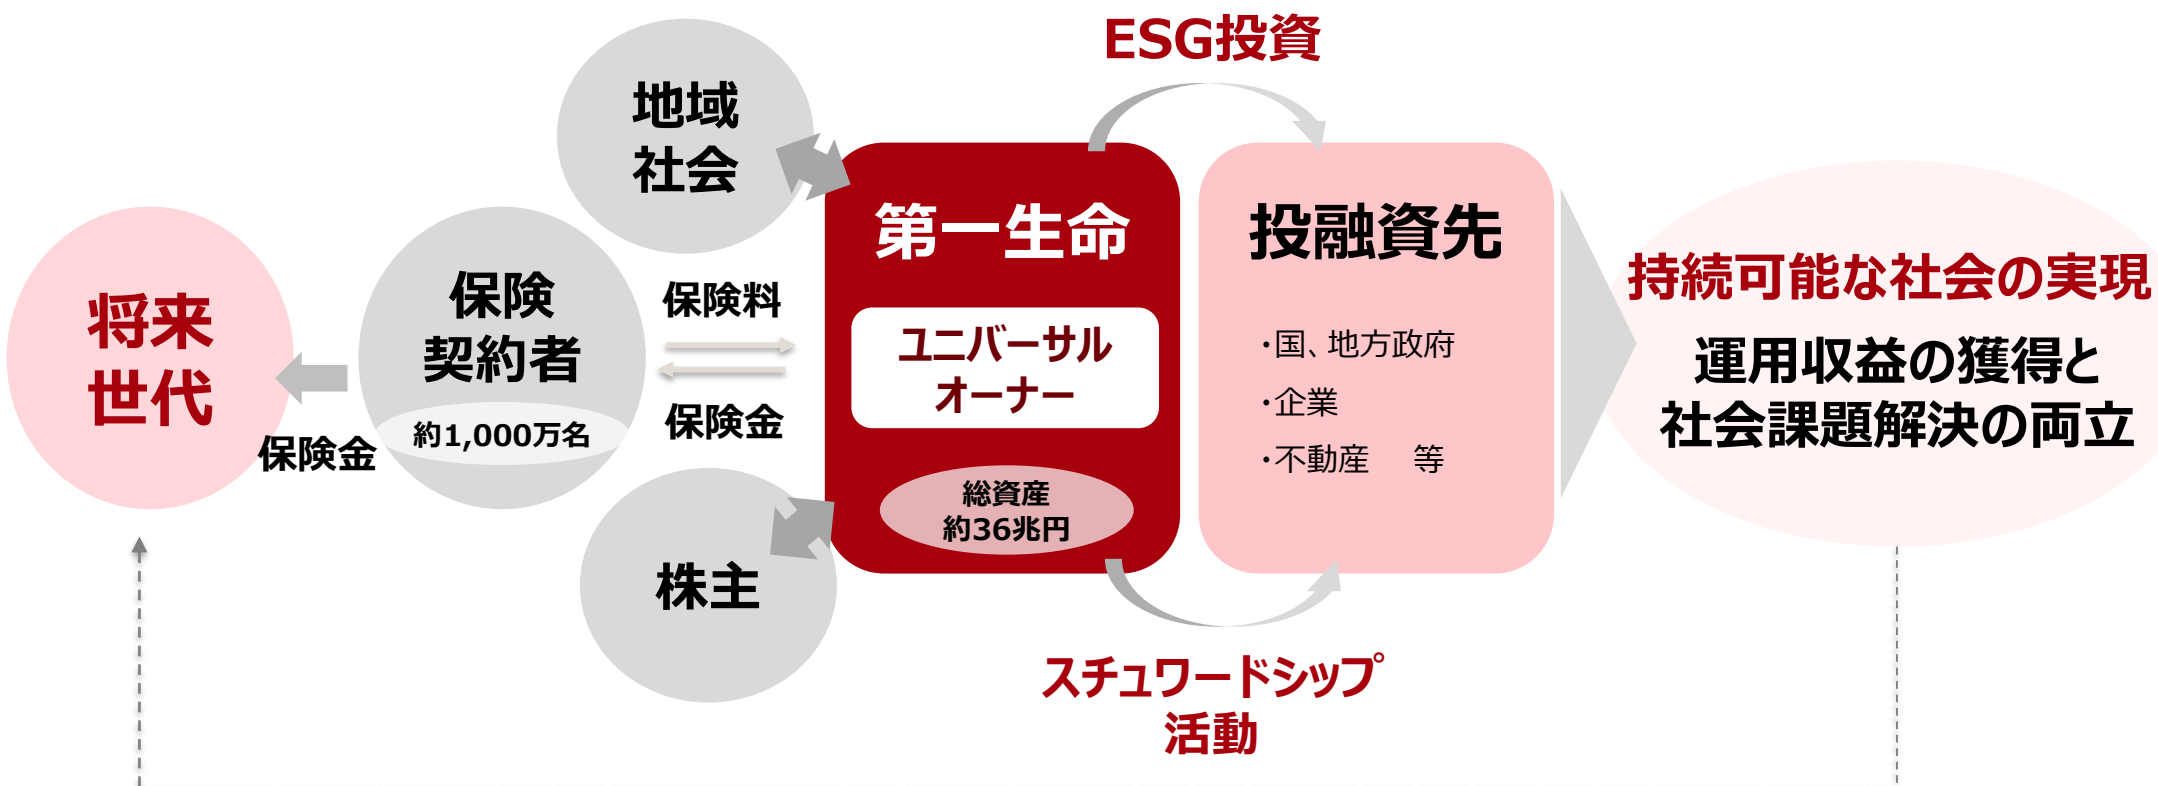 ESG投資
地域
社会
第一生命
ユニバーサル
オーナー
総資産
約36兆円
投融資先
・国、地方政府
・企業
・不動産　等
持続可能な社会の実現
運用収益の獲得と
社会課題解決の両立
将来
世代
保険金
保険
契約者
約1,000万名
保険料
保険金
株主
スチュワードシップ
活動